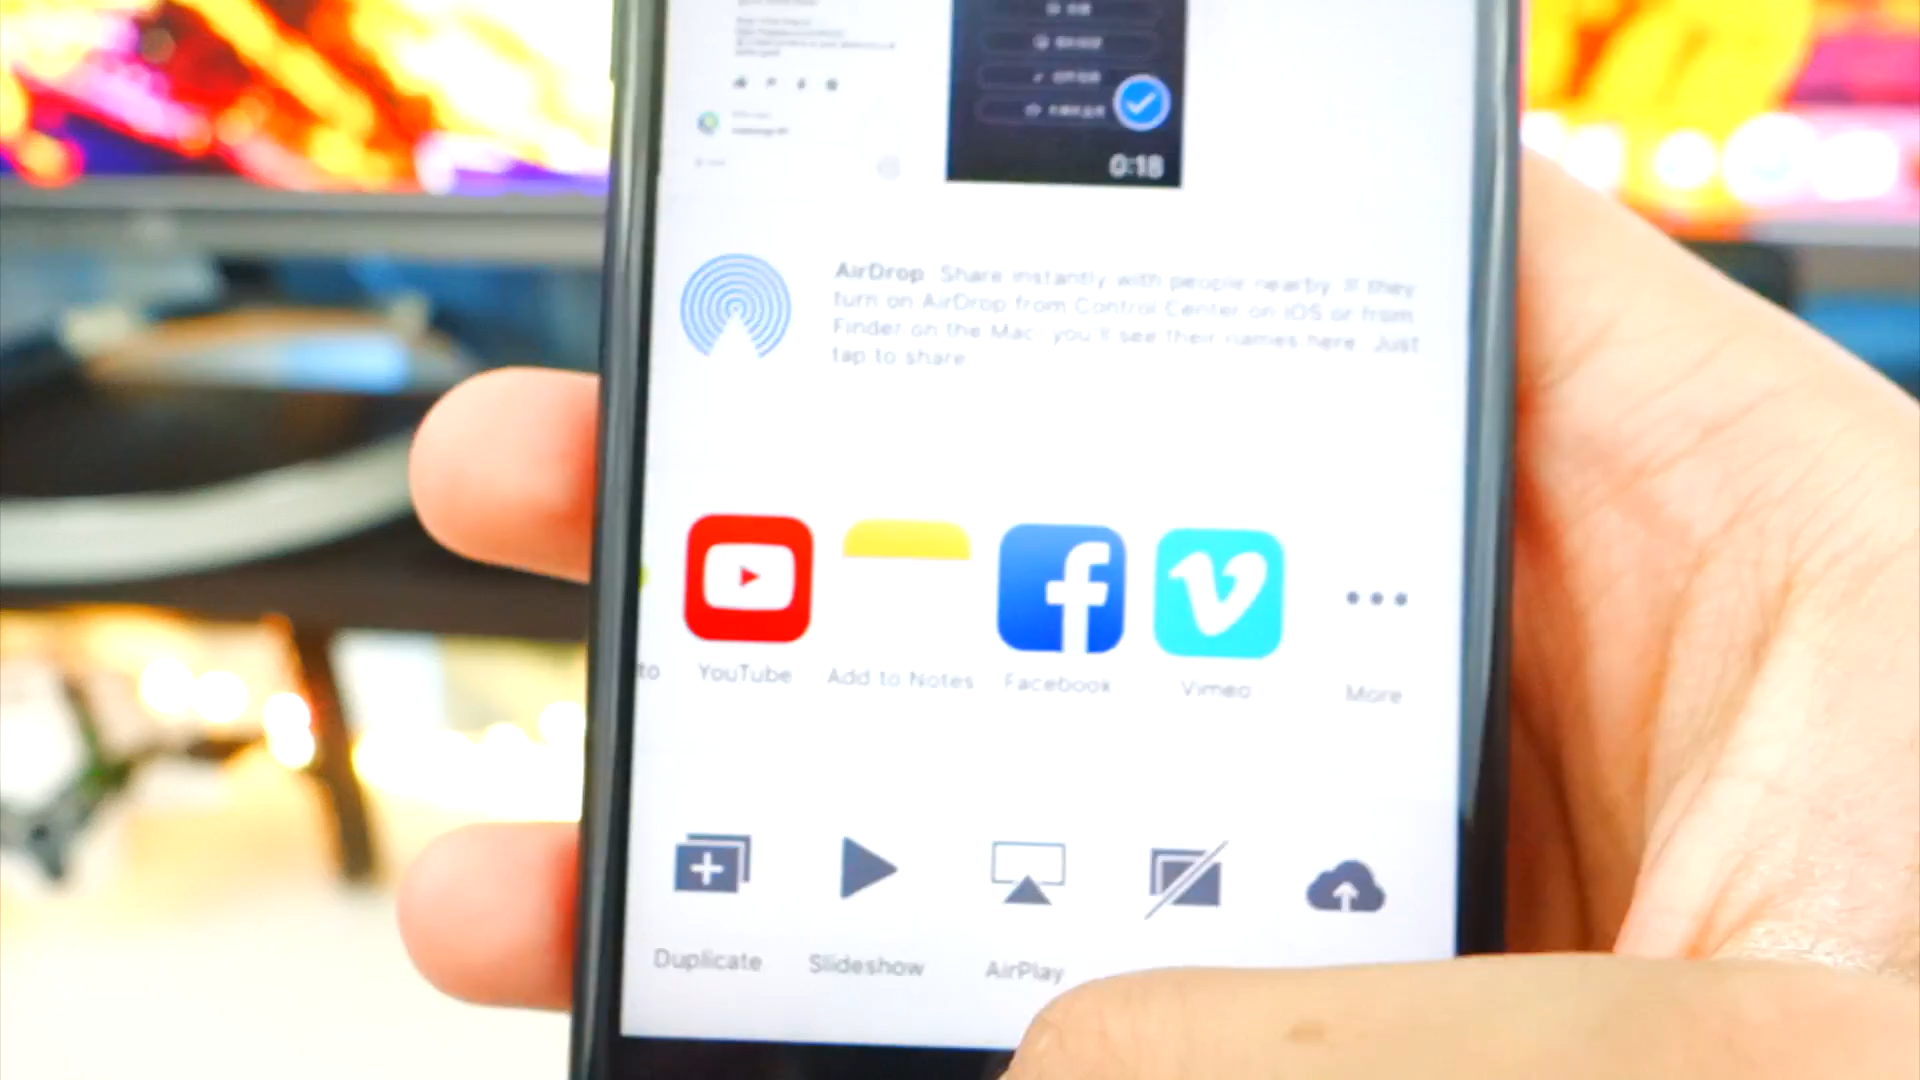 0:18
AirDrop. Share instantly with people nearby. If they
turn on AirDrop from Control Center on iOS or from
Finder on the Mac, you'll see their names here. Just
tap to share
to
YouTube
Add to Notes
Facebook
Vimeo
More
Duplicate
Slideshow
AirPlay